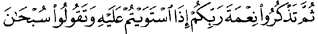 ثُمَّ تَذْكُرُوا۟ نِعْمَةَ رَبِّكُمْ إِذَا ٱسْتَوَيْتُمْ عَلَيْهِ وَتَقُولُوا۟ سُبْحَـٰنَ